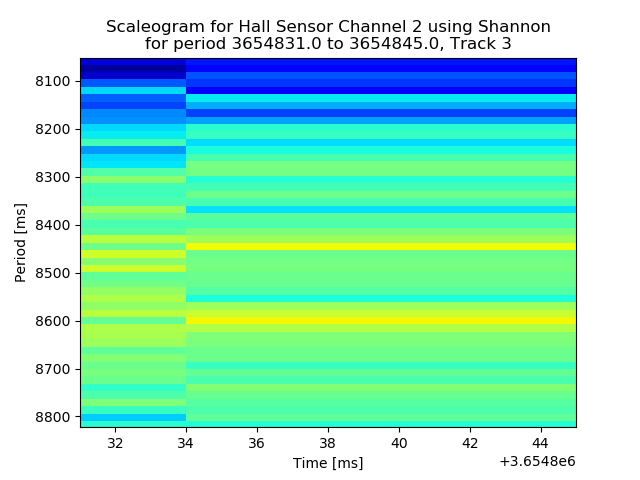 Scaleogram for Hall Sensor Channel 2 using Shannon
for period 3654831.0 to 3654845.0, Track 3
8100
8200
8300
8400
8500
8600
8700
8800
Period [ms]
32 34 36 38 40 42 44
Time [ms]
+3.6548e6